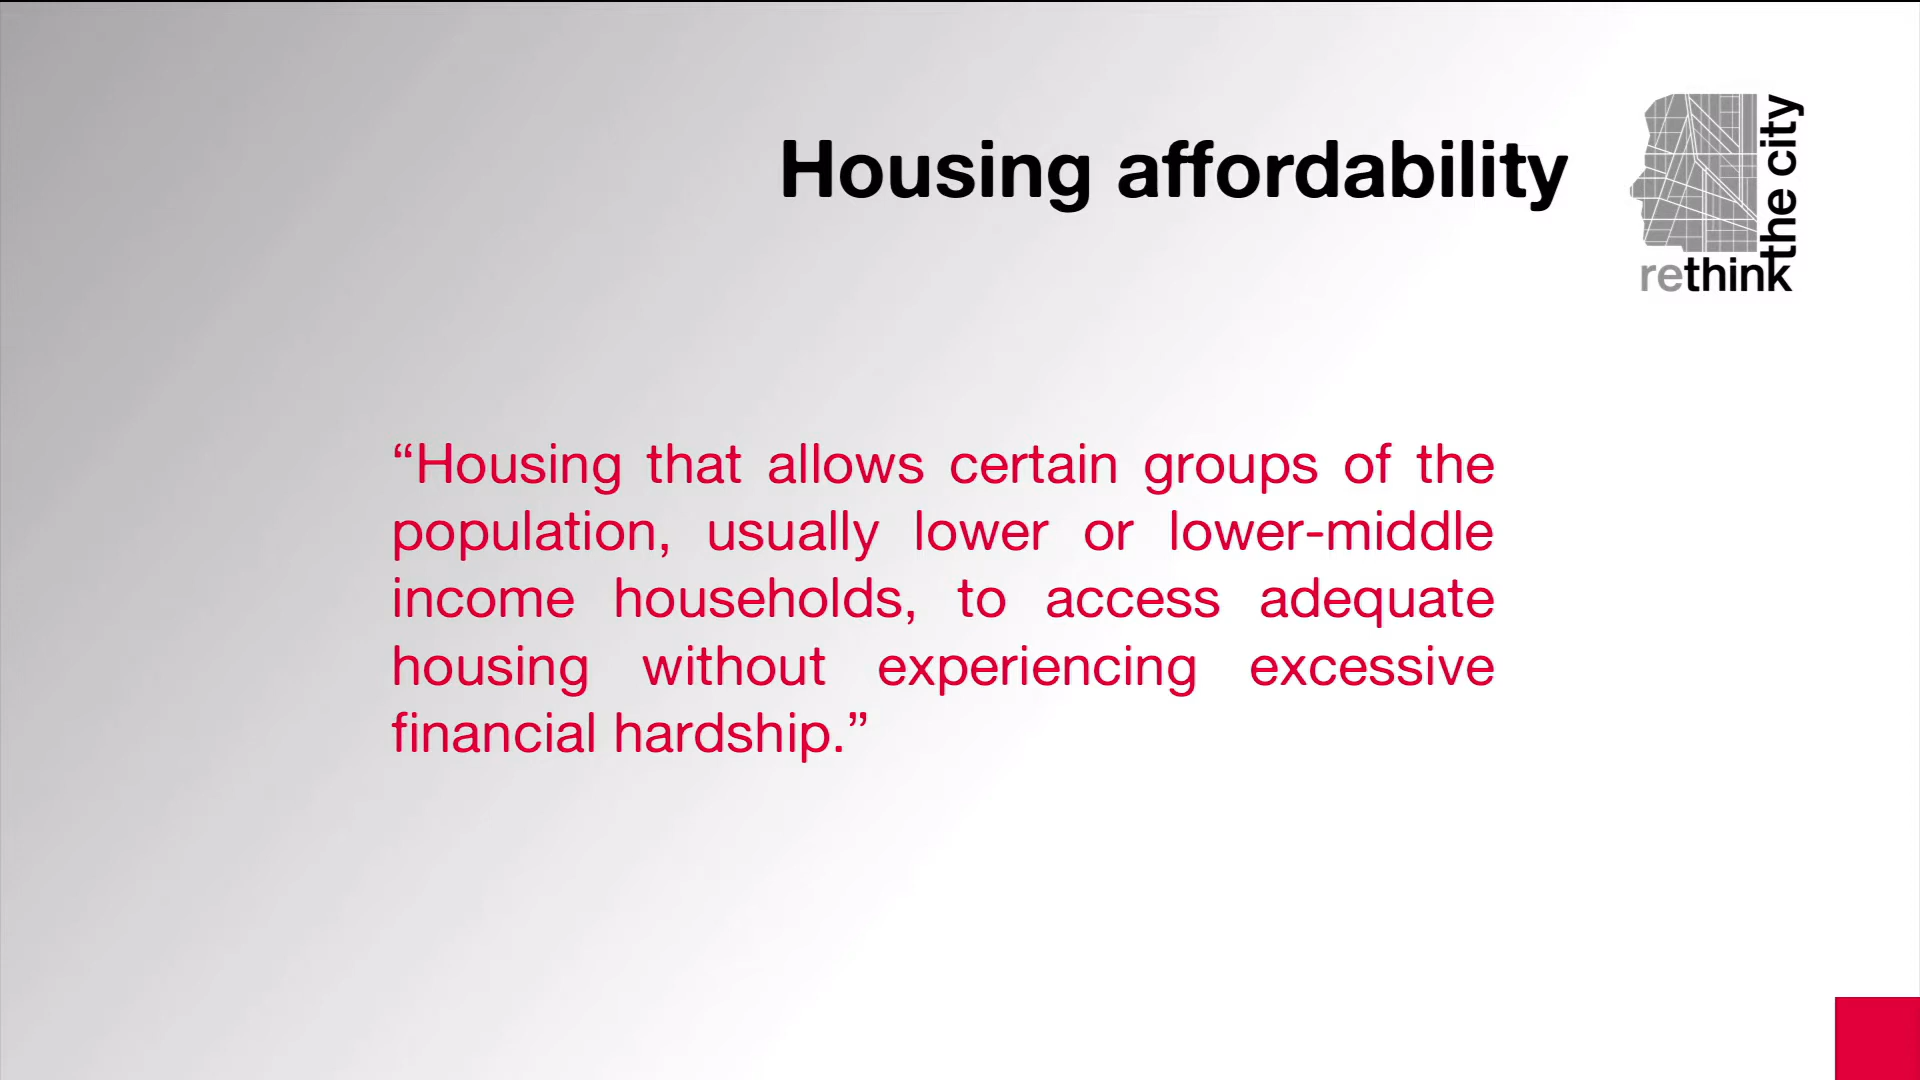 Housing affordability
rethink
the city
“Housing that allows certain groups of the
population, usually lower or lower-middle
income households, to access adequate
housing without experiencing excessive
financial hardship.”